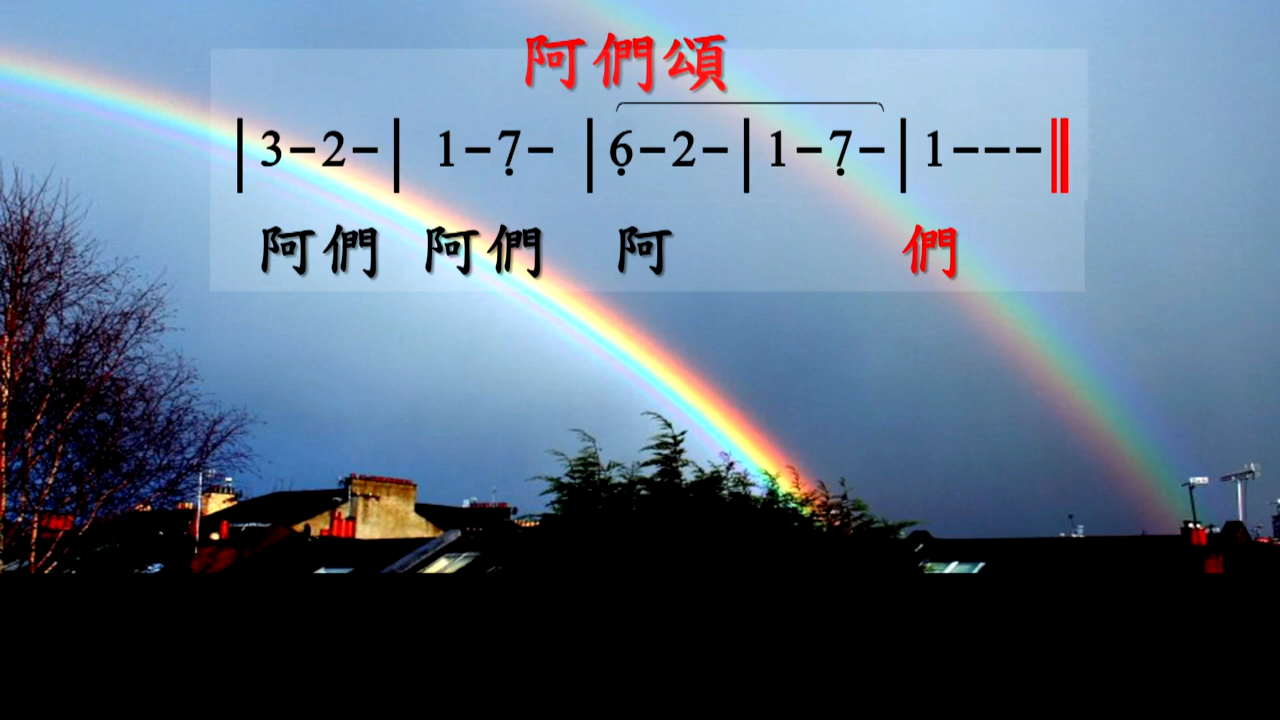 阿們頌
|3-2-| 1-7̣- |6̣-2-|1-7̣-|1---‖
阿們 阿們 阿 們